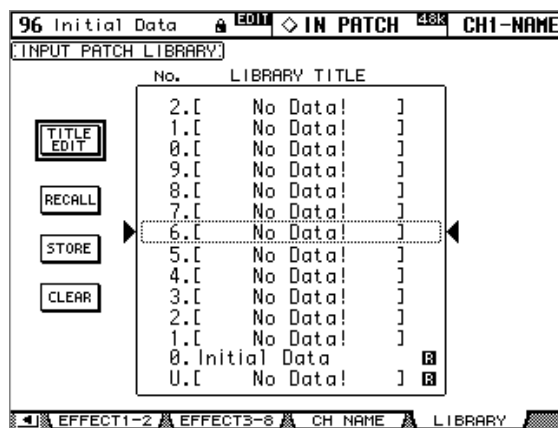 96 Initial Data EDIT IN PATCH 48K CH1-NAME
INPUT PATCH LIBRARY
No. LIBRARY TITLE
2.[ No Data! ]
1.[ No Data! ]
0.[ No Data! ]
9.[ No Data! ]
8.[ No Data! ]
7.[ No Data! ]
6.[ No Data! ]
5.[ No Data! ]
4.[ No Data! ]
3.[ No Data! ]
2.[ No Data! ]
1.[ No Data! ]
0.Initial Data R
U.[ No Data! ] R
TITLE
EDIT
RECALL
STORE
CLEAR
EFFECT1-2 EFFECT3-8 CH NAME LIBRARY